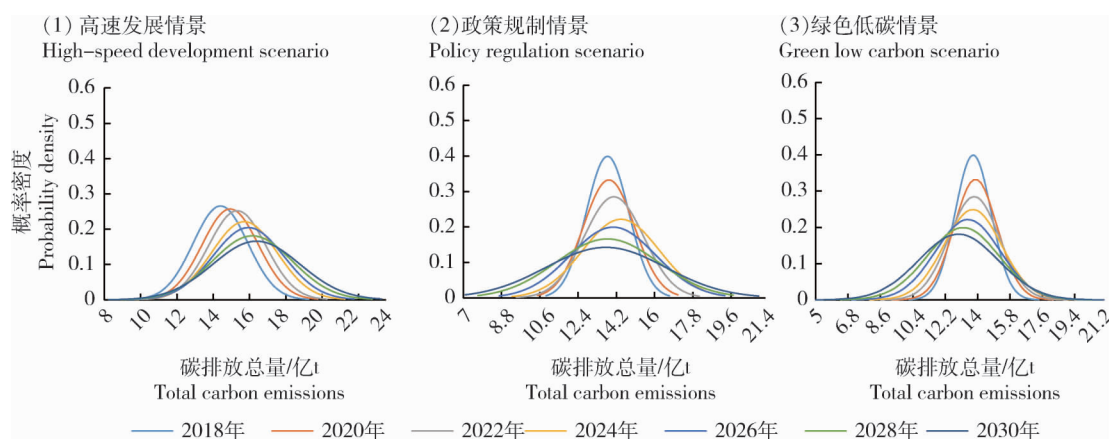 (1) 高速发展情景
High-speed development scenario
(2)政策规制情景
Policy regulation scenario
(3)绿色低碳情景
Green low carbon scenario
概率密度
Probability density
0.6
0.5
0.4
0.3
0.2
0.1
0
8 10 12 14 16 18 20 22 24
碳排放总量/亿t
Total carbon emissions
0.6
0.5
0.4
0.3
0.2
0.1
0
7 8.8 10.6 12.4 14.2 16 17.8 19.6 21.4
碳排放总量/亿t
Total carbon emissions
0.6
0.5
0.4
0.3
0.2
0.1
0
5 6.8 8.6 10.4 12.2 14 15.8 17.6 19.4 21.2
碳排放总量/亿t
Total carbon emissions
2018年 2020年 2022年 2024年 2026年 2028年 2030年